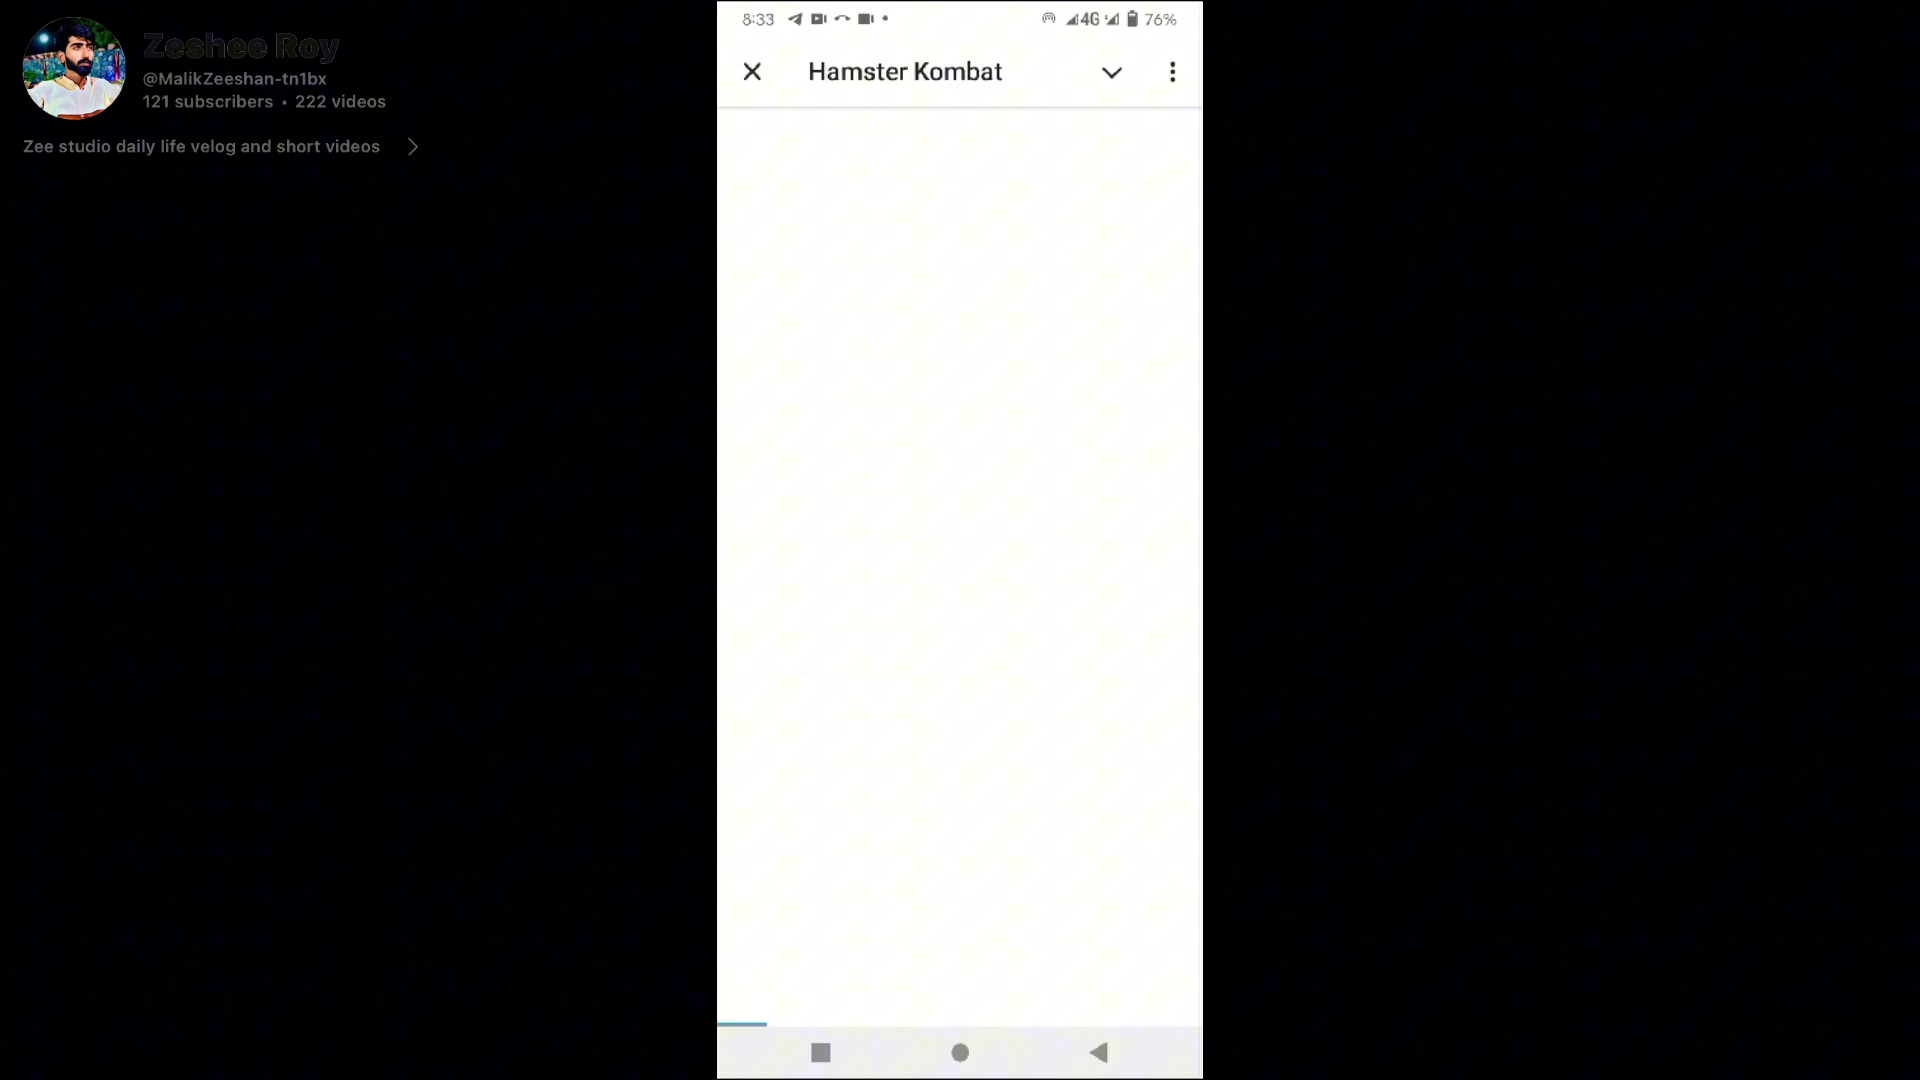 Zeshee Roy
@MalikZeeshan-tn1bx
121 subscribers • 222 videos
Zee studio daily life velog and short videos
8:33 4G 76%
Hamster Kombat